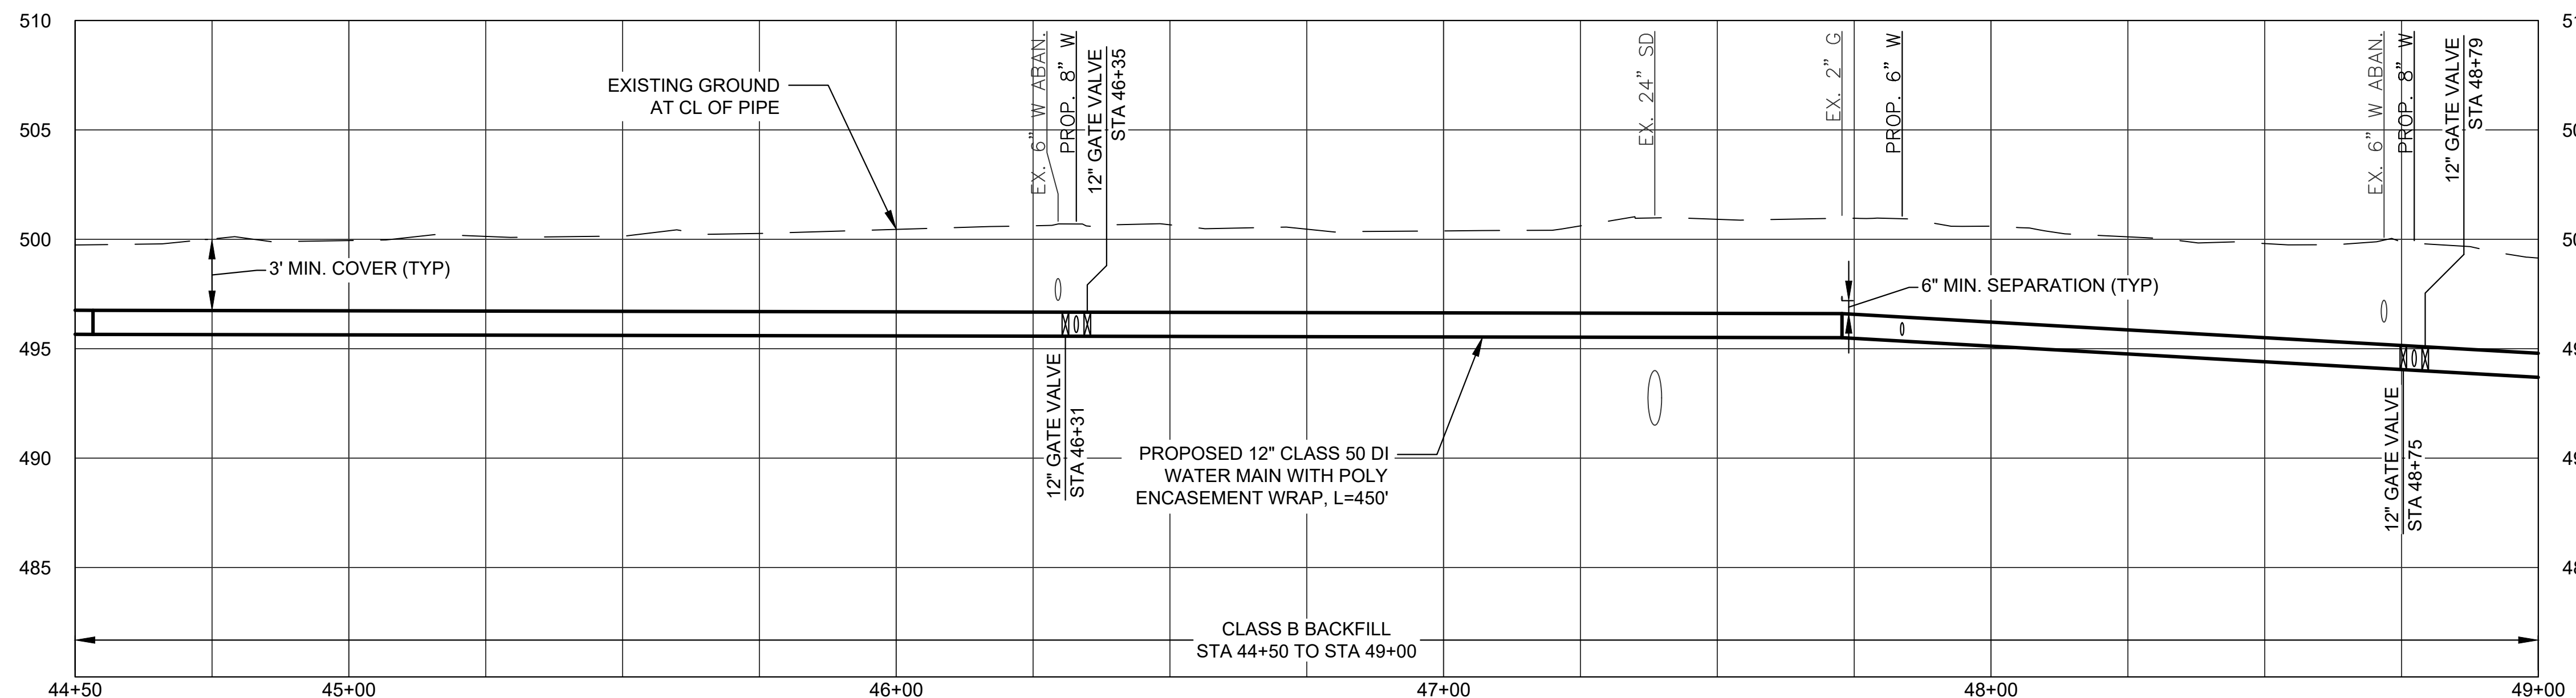 510
505
500
495
490
485
EXISTING GROUND
AT CL OF PIPE
3' MIN. COVER (TYP)
EX. 6" W ABAN.
PROP. 8" W
12" GATE VALVE
STA 46+35
12" GATE VALVE
STA 46+31
PROPOSED 12" CLASS 50 DI
WATER MAIN WITH POLY
ENCASEMENT WRAP, L=450'
EX. 24" SD
EX. 2" G
PROP. 6" W
6" MIN. SEPARATION (TYP)
EX. 6" W ABAN.
PROP. 8" W
12" GATE VALVE
STA 48+79
12" GATE VALVE
STA 48+75
CLASS B BACKFILL
STA 44+50 TO STA 49+00
44+50
45+00
46+00
47+00
48+00
49+00